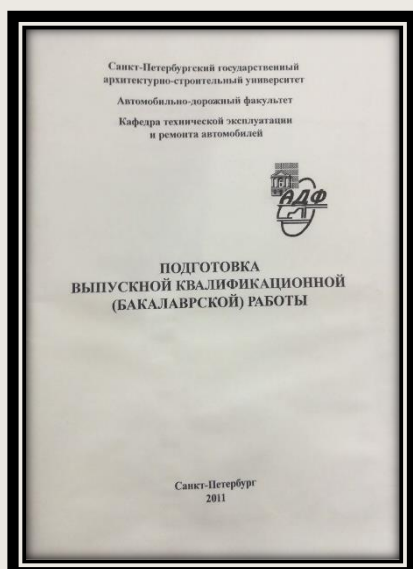 Санкт-Петербургский государственный
архитектурно-строительный университет
Автомобильно-дорожный факультет
Кафедра технической эксплуатации
и ремонта автомобилей
АДФ
ПОДГОТОВКА
ВЫПУСКНОЙ КВАЛИФИКАЦИОННОЙ
(БАКАЛАВРСКОЙ) РАБОТЫ
Санкт-Петербург
2011